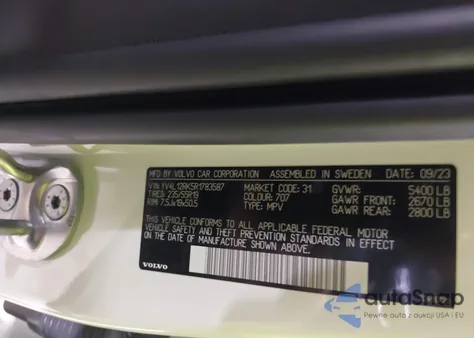 MFD BY VOLVO CAR CORPORATION ASSEMBLED IN SWEDEN DATE: 09/23
VIN: YV4L12RK5R1783587 MARKET CODE: 31 GVWR: 5400 LB
TIRE: 235/55R19 COLOUR: 707 GAWR FRONT: 2670 LB
RIM: 7.5Jx19x50.5 TYPE: MPV GAWR REAR: 2800 LB
THIS VEHICLE CONFORMS TO ALL APPLICABLE FEDERAL MOTOR
VEHICLE SAFETY AND THEFT PREVENTION STANDARDS IN EFFECT
ON THE DATE OF MANUFACTURE SHOWN ABOVE.
VOLVO
autoSnap
Pewne auto z aukcji USA i EU